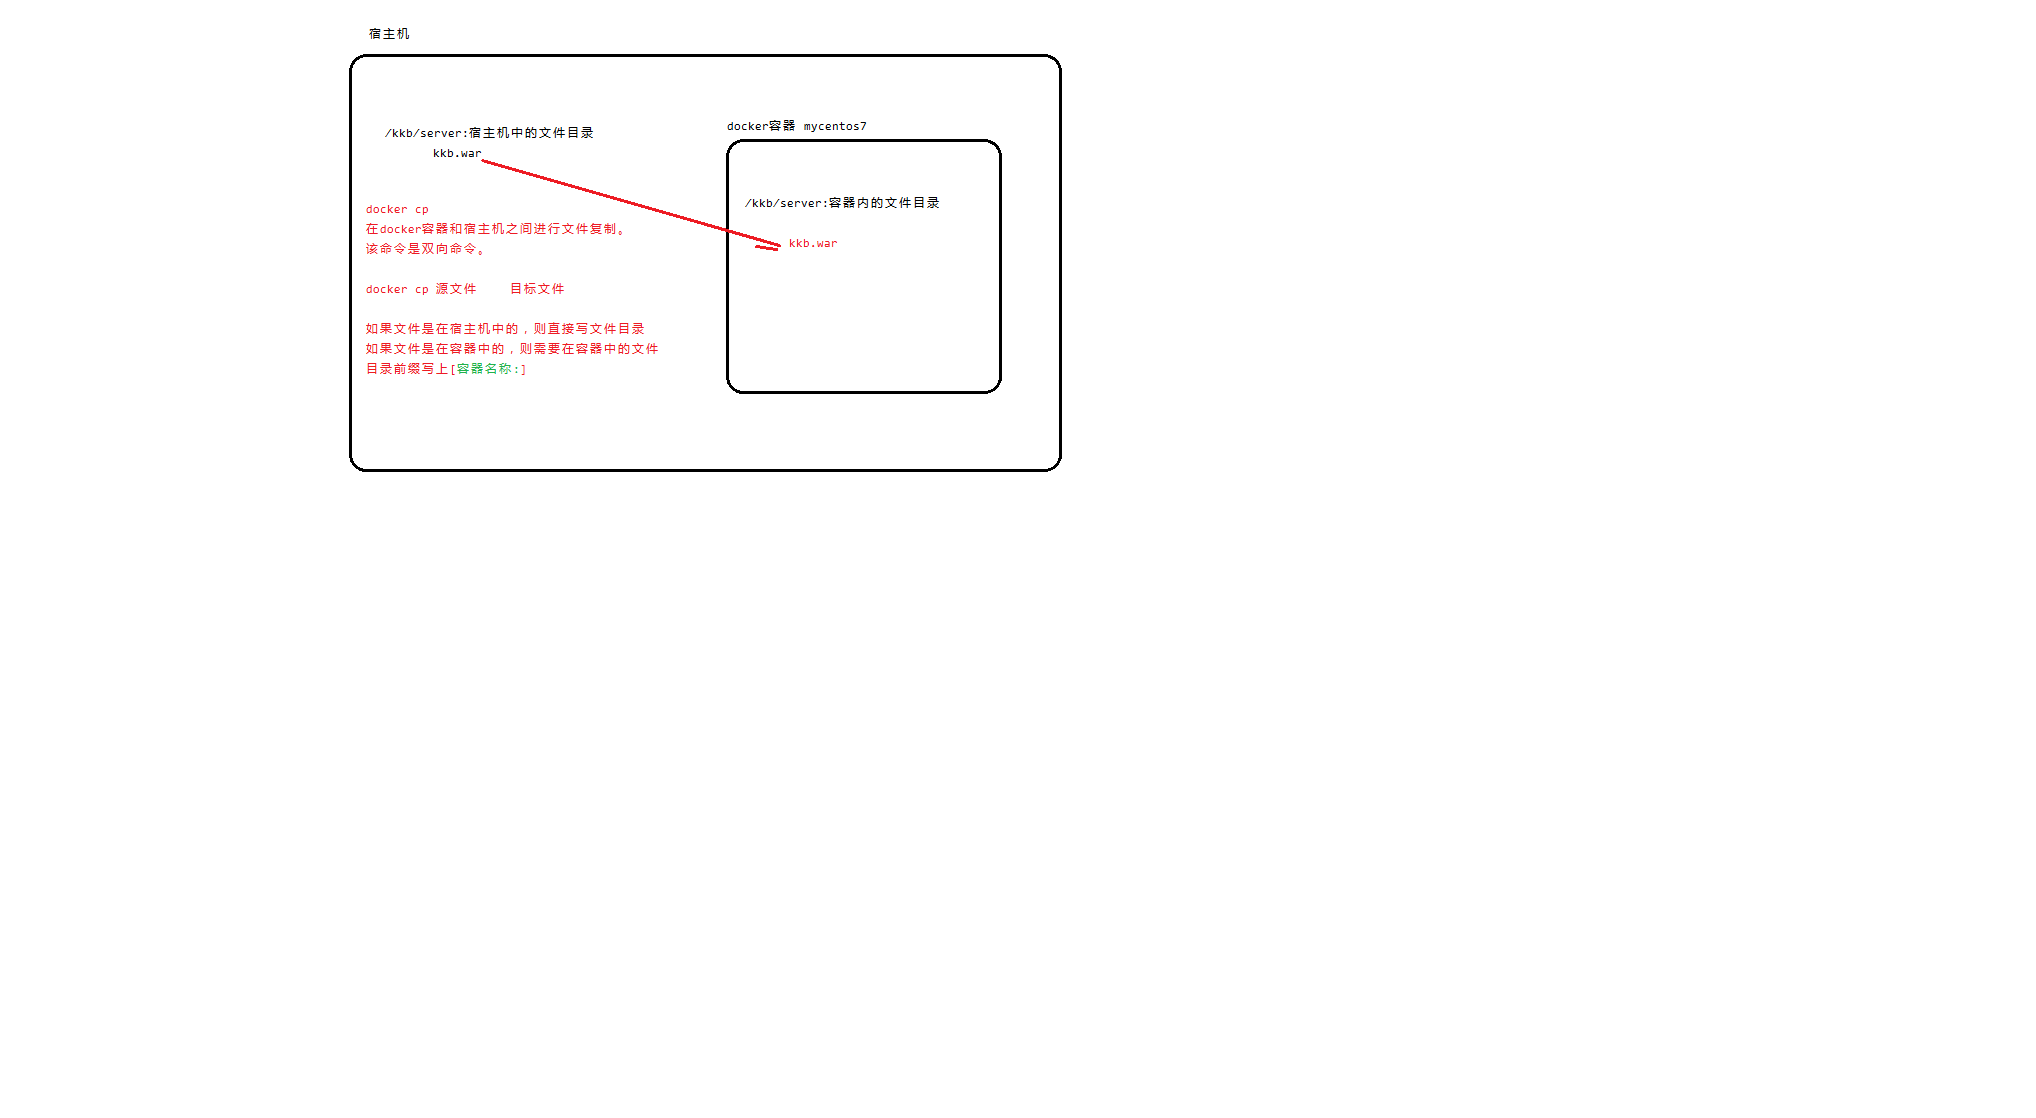 宿主机
/kkb/server:宿主机中的文件目录
kkb.war
docker cp
在docker容器和宿主机之间进行文件复制。
该命令是双向命令。
docker cp 源文件 目标文件
如果文件是在宿主机中的，则直接写文件目录
如果文件是在容器中的，则需要在容器中的文件
目录前缀写上[容器名称:]
docker容器 mycentos7
/kkb/server:容器内的文件目录
kkb.war